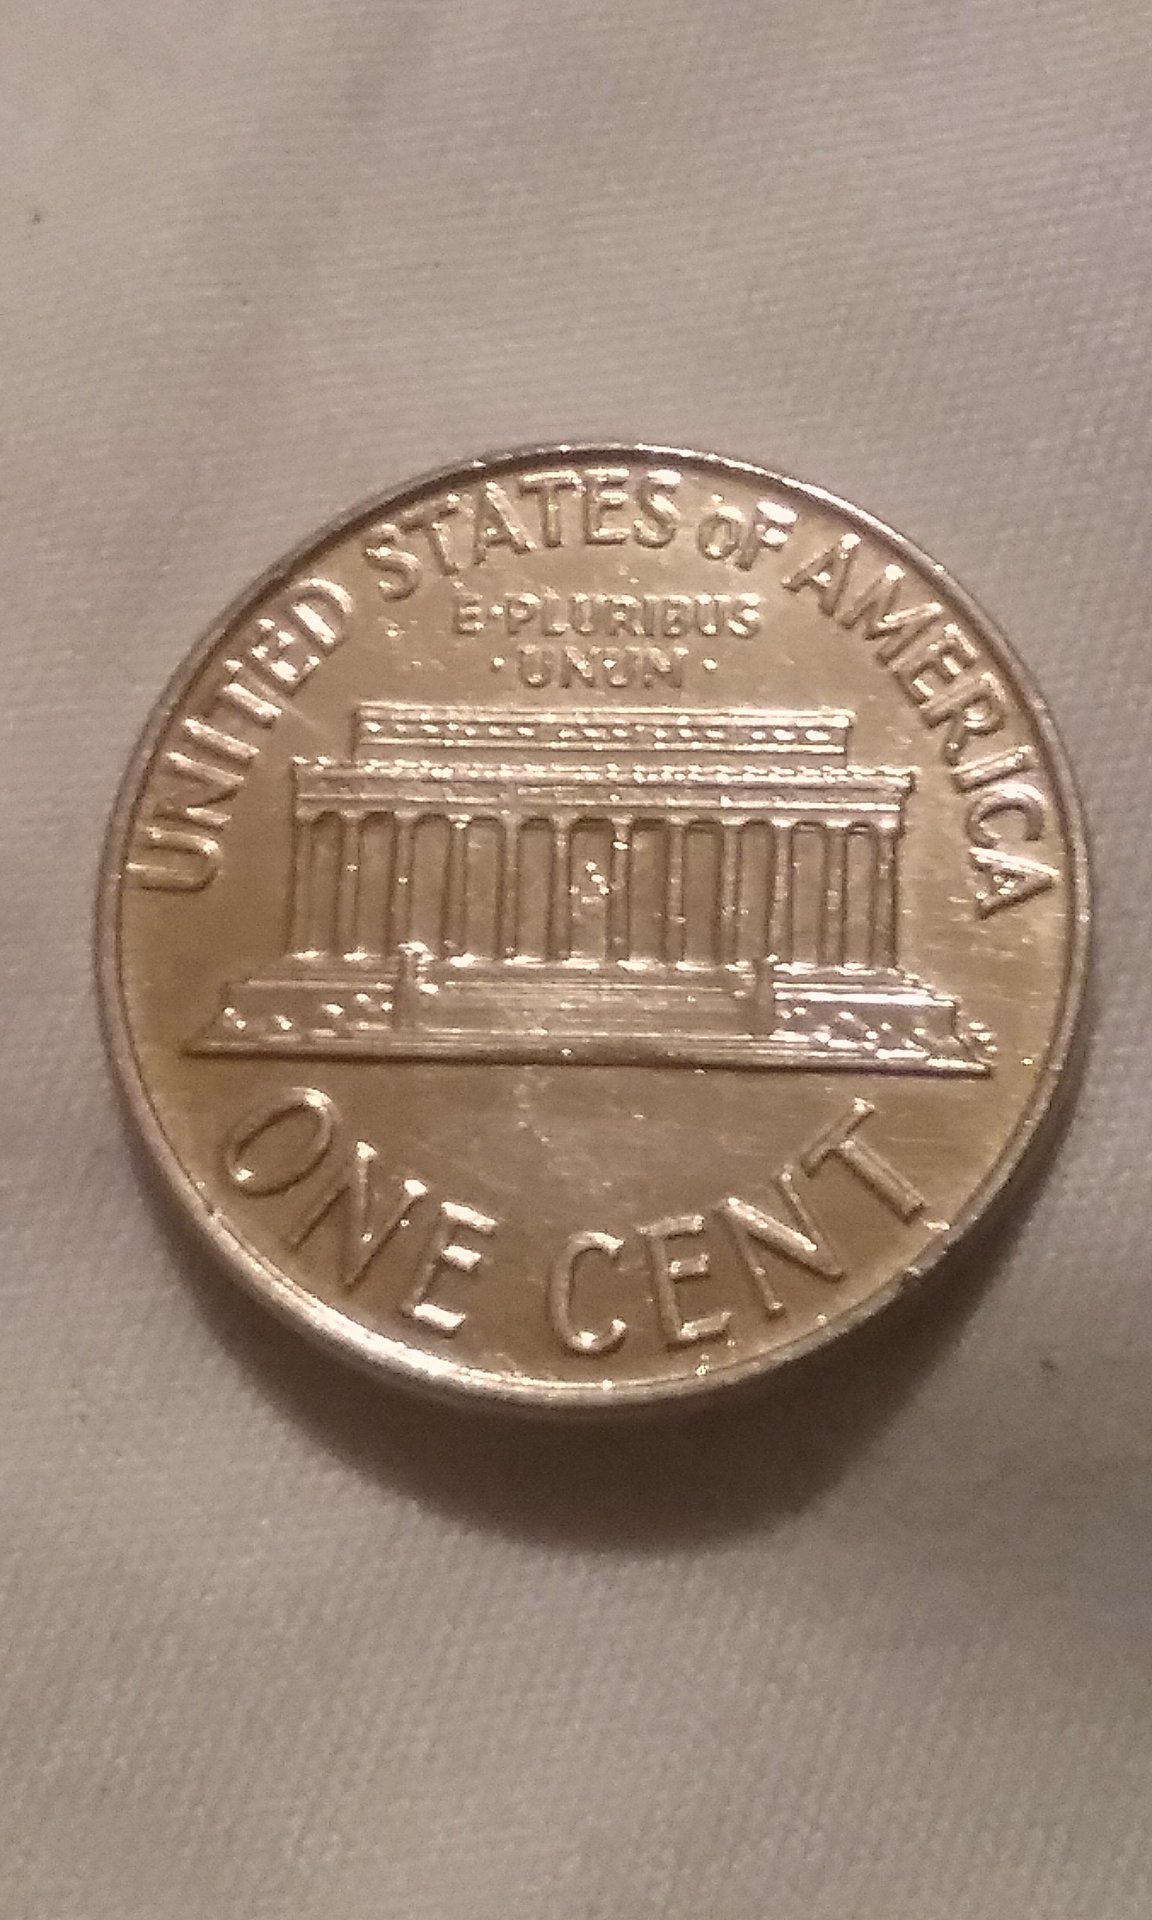 UNITED STATES OF AMERICA
E·PLURIBUS
·UNUM·
ONE CENT